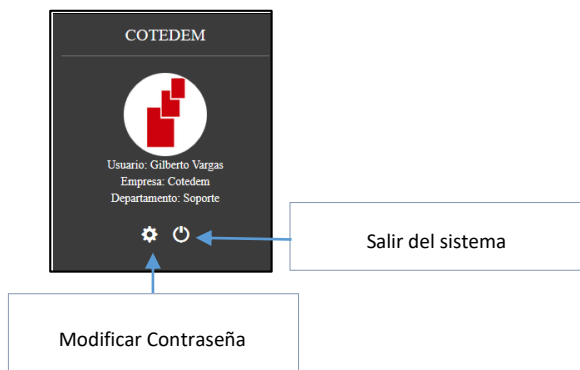 COTEDEM
Usuario: Gilberto Vargas
Empresa: Cotedem
Departamento: Soporte
Salir del sistema
Modificar Contraseña